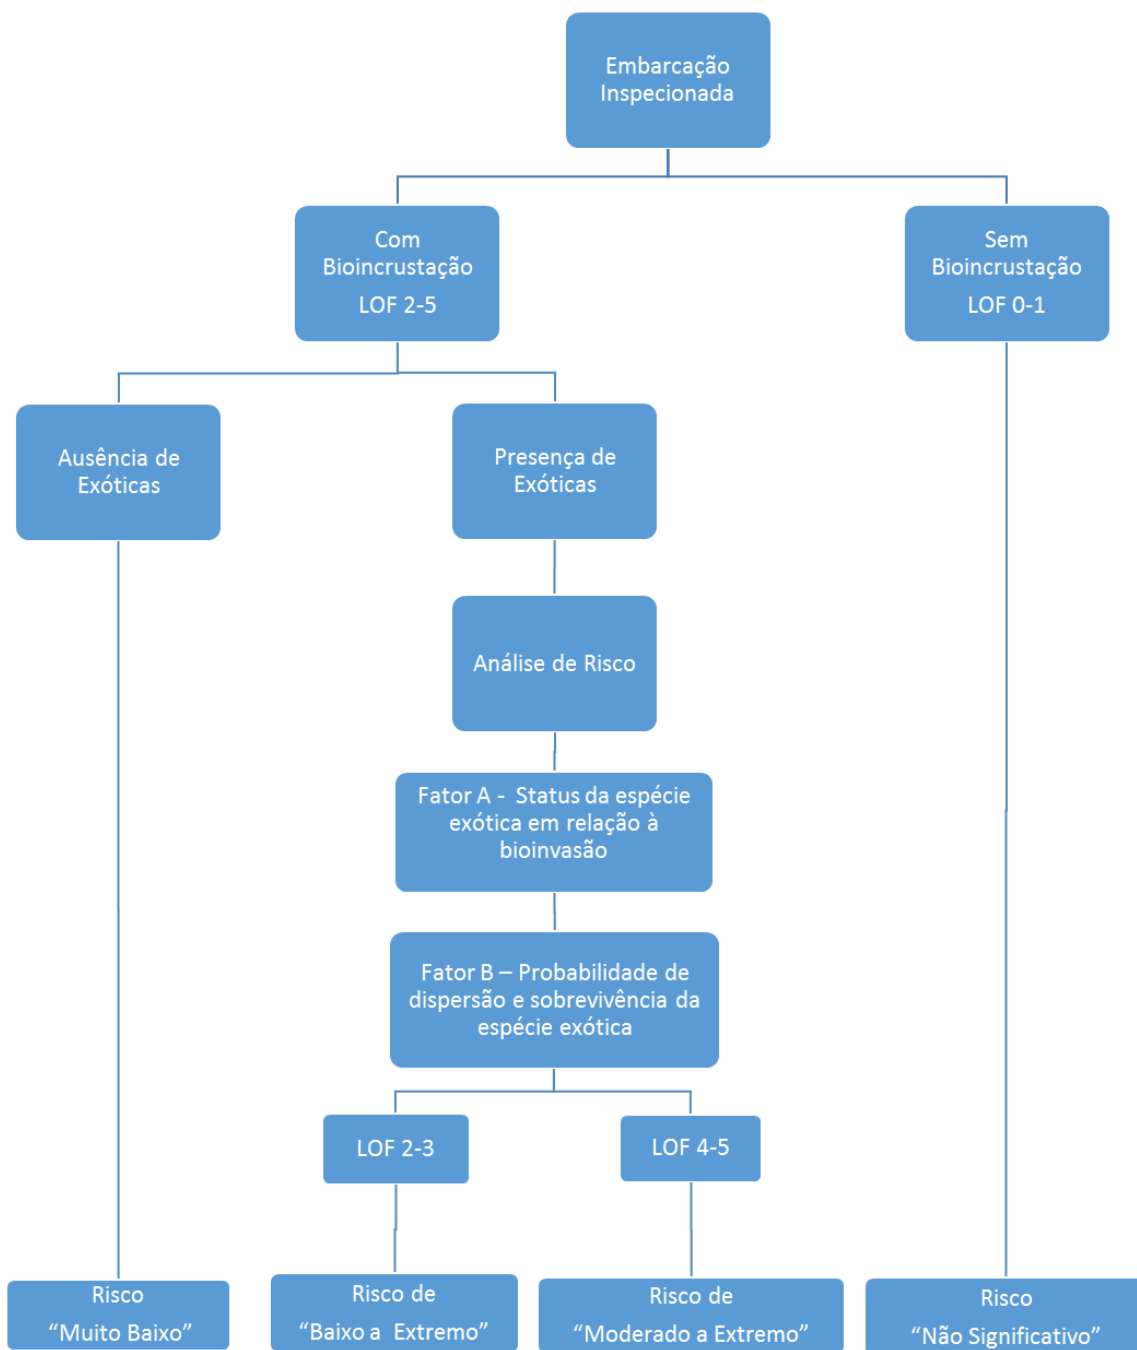 Embarcação
Inspecionada
Com
Bioincrustação
LOF 2-5
Sem
Bioincrustação
LOF 0-1
Ausência de
Exóticas
Presença de
Exóticas
Análise de Risco
Fator A -  Status da espécie
exótica em relação à
bioinvasão
Fator B – Probabilidade de
dispersão e sobrevivência da
espécie exótica
LOF 2-3
LOF 4-5
Risco
“Muito Baixo”
Risco de
“Baixo a  Extremo”
Risco de
“Moderado a Extremo”
Risco
“Não Significativo”